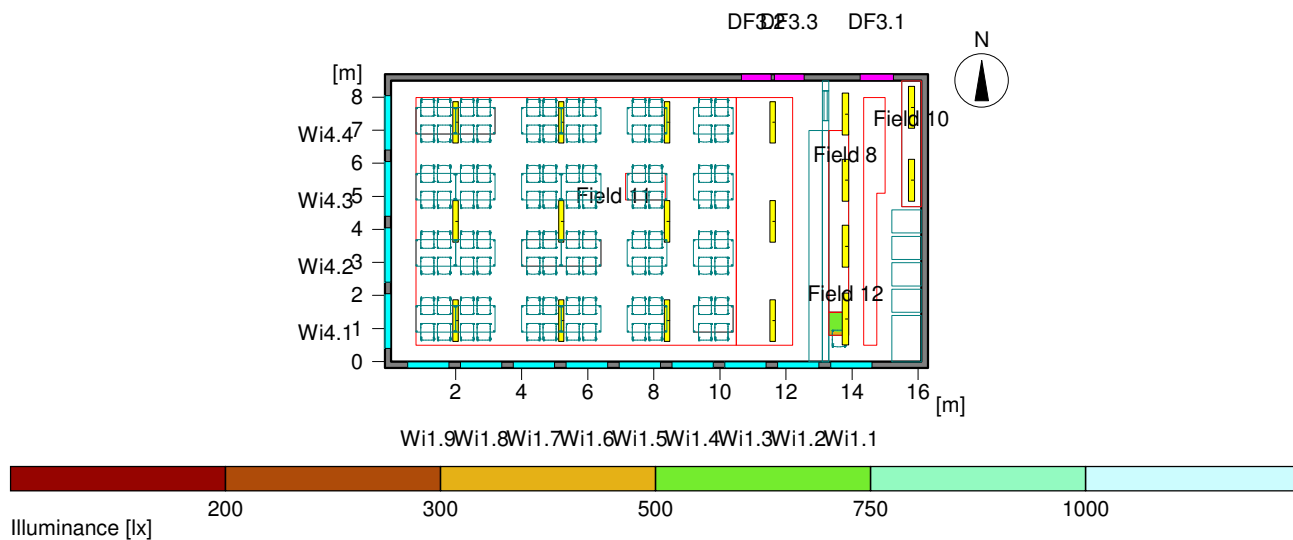 DF3.2 DF3.3 DF3.1
N
[m]
8
7
6
5
4
3
2
1
0
Wi4.4
Wi4.3
Wi4.2
Wi4.1
Field 10
Field 8
Field 11
Field 12
2 4 6 8 10 12 14 16
[m]
Wi1.9 Wi1.8 Wi1.7 Wi1.6 Wi1.5 Wi1.4 Wi1.3 Wi1.2 Wi1.1
200 300 500 750 1000
Illuminance [lx]